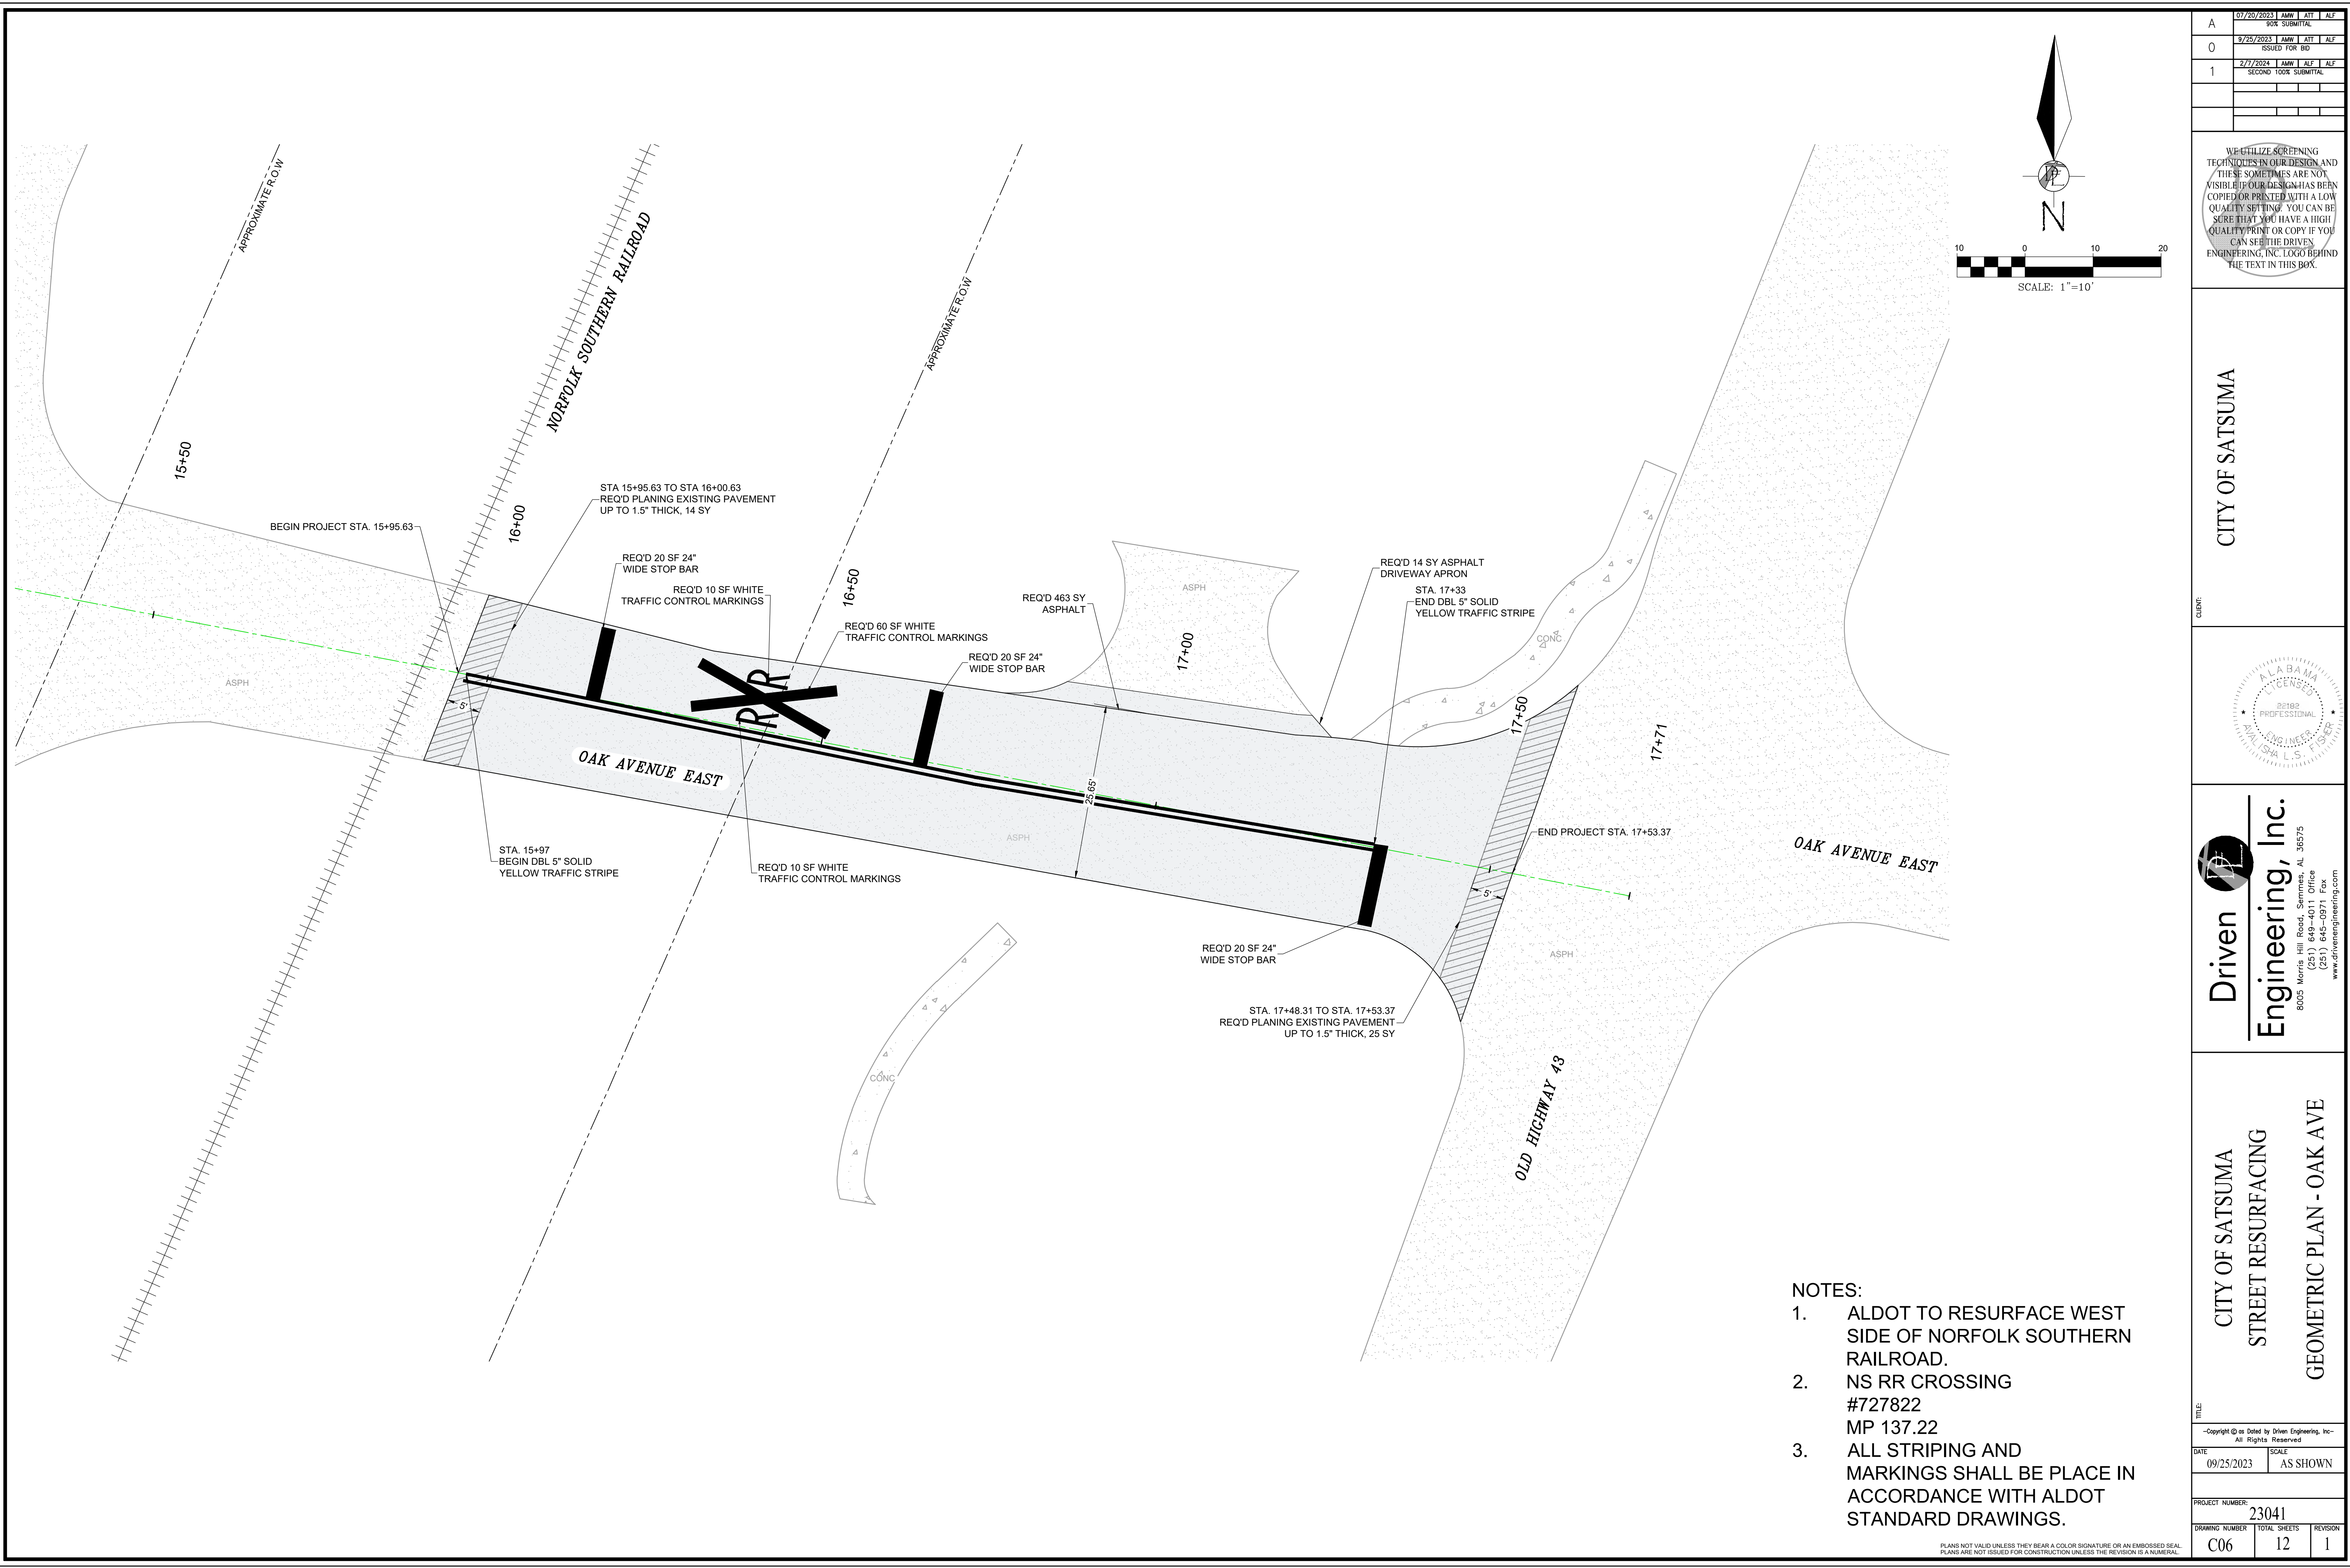 APPROXIMATE R.O.W
NORFOLK SOUTHERN RAILROAD
APPROXIMATE R.O.W
15+50
16+00
16+50
17+00
17+50
17+71
BEGIN PROJECT STA. 15+95.63
STA 15+95.63 TO STA 16+00.63
REQ'D PLANING EXISTING PAVEMENT
UP TO 1.5" THICK, 14 SY
REQ'D 20 SF 24"
WIDE STOP BAR
REQ'D 10 SF WHITE
TRAFFIC CONTROL MARKINGS
REQ'D 60 SF WHITE
TRAFFIC CONTROL MARKINGS
REQ'D 20 SF 24"
WIDE STOP BAR
REQ'D 463 SY
ASPHALT
ASPH
REQ'D 14 SY ASPHALT
DRIVEWAY APRON
STA. 17+33
END DBL 5" SOLID
YELLOW TRAFFIC STRIPE
CONC
ASPH
5'
R
R
OAK AVENUE EAST
25.65'
ASPH
STA. 15+97
BEGIN DBL 5" SOLID
YELLOW TRAFFIC STRIPE
REQ'D 10 SF WHITE
TRAFFIC CONTROL MARKINGS
END PROJECT STA. 17+53.37
OAK AVENUE EAST
5'
REQ'D 20 SF 24"
WIDE STOP BAR
ASPH
STA. 17+48.31 TO STA. 17+53.37
REQ'D PLANING EXISTING PAVEMENT
UP TO 1.5" THICK, 25 SY
CONC
OLD HIGHWAY 43
N
10 0 10 20
SCALE: 1"=10'
NOTES:
1. ALDOT TO RESURFACE WEST
SIDE OF NORFOLK SOUTHERN
RAILROAD.
2. NS RR CROSSING
#727822
MP 137.22
3. ALL STRIPING AND
MARKINGS SHALL BE PLACE IN
ACCORDANCE WITH ALDOT
STANDARD DRAWINGS.
PLANS NOT VALID UNLESS THEY BEAR A COLOR SIGNATURE OR AN EMBOSSED SEAL.
PLANS ARE NOT ISSUED FOR CONSTRUCTION UNLESS THE REVISION IS A NUMERAL.
A 07/20/2023 AMW ATT ALF
90% SUBMITTAL
0 9/25/2023 AMW ATT ALF
ISSUED FOR BID
1 2/7/2024 AMW ALF ALF
SECOND 100% SUBMITTAL
WE UTILIZE SCREENING
TECHNIQUES IN OUR DESIGN AND
THESE SOMETIMES ARE NOT
VISIBLE IF OUR DESIGN HAS BEEN
COPIED OR PRINTED WITH A LOW
QUALITY SETTING. YOU CAN BE
SURE THAT YOU HAVE A HIGH
QUALITY PRINT OR COPY IF YOU
CAN SEE THE DRIVEN
ENGINEERING, INC. LOGO BEHIND
THE TEXT IN THIS BOX.
CLIENT:
CITY OF SATSUMA
ALABAMA
LICENSED
22182
PROFESSIONAL
ENGINEER
AVALISHA L.S. FISHER
Driven
Engineering, Inc.
8005 Morris Hill Road, Semmes, AL 36575
(251) 649-4011 Office
(251) 645-0971 Fax
www.drivenengineering.com
TITLE:
CITY OF SATSUMA
STREET RESURFACING
GEOMETRIC PLAN - OAK AVE
-Copyright © as Dated by Driven Engineering, Inc-
All Rights Reserved
DATE SCALE
09/25/2023 AS SHOWN
PROJECT NUMBER:
23041
DRAWING NUMBER TOTAL SHEETS REVISION
C06 12 1